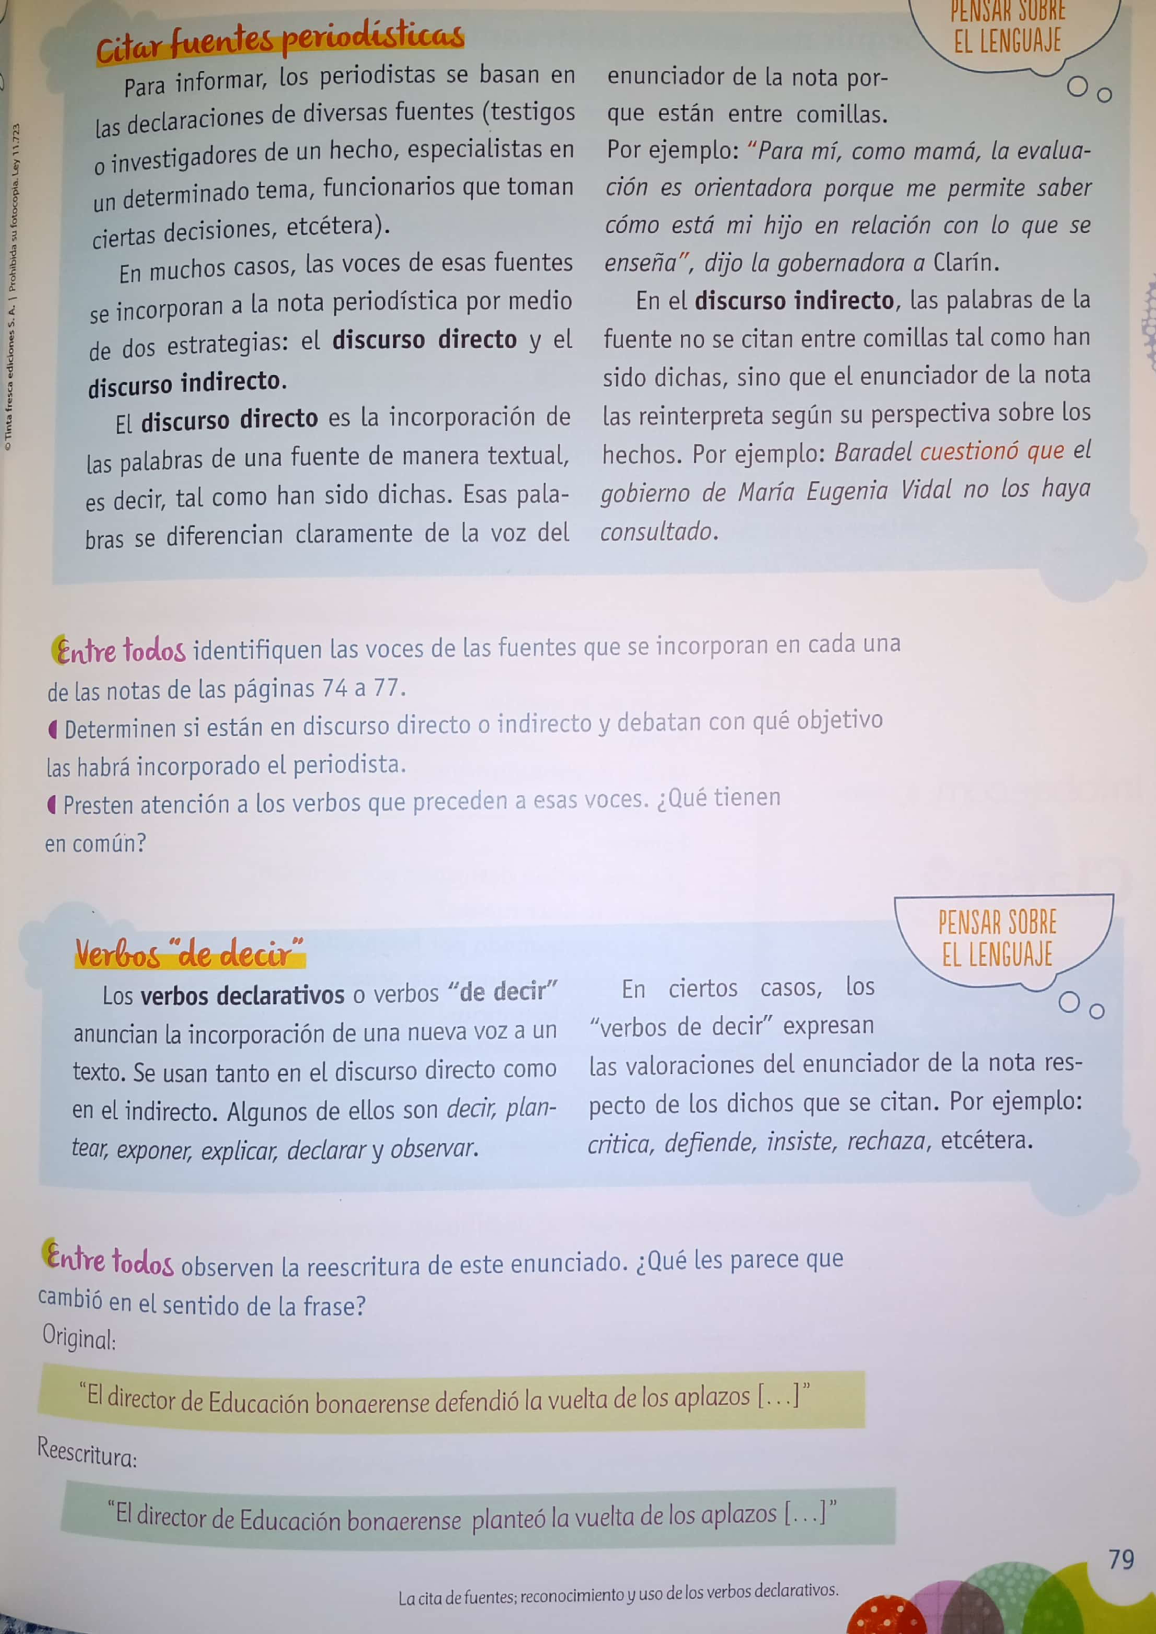 PENSAR SOBRE
EL LENGUAJE
Citar fuentes periodísticas
Para informar, los periodistas se basan en
las declaraciones de diversas fuentes (testigos
o investigadores de un hecho, especialistas en
un determinado tema, funcionarios que toman
ciertas decisiones, etcétera).
En muchos casos, las voces de esas fuentes
se incorporan a la nota periodística por medio
de dos estrategias: el discurso directo y el
discurso indirecto.
El discurso directo es la incorporación de
las palabras de una fuente de manera textual,
es decir, tal como han sido dichas. Esas pala-
bras se diferencian claramente de la voz del
enunciador de la nota por-
que están entre comillas.
Por ejemplo: “Para mí, como mamá, la evalua-
ción es orientadora porque me permite saber
cómo está mi hijo en relación con lo que se
enseña”, dijo la gobernadora a Clarín.
En el discurso indirecto, las palabras de la
fuente no se citan entre comillas tal como han
sido dichas, sino que el enunciador de la nota
las reinterpreta según su perspectiva sobre los
hechos. Por ejemplo: Baradel cuestionó que el
gobierno de María Eugenia Vidal no los haya
consultado.
© Tinta fresca ediciones S. A. | Prohibida su fotocopia. Ley 11.723
Entre todos identifiquen las voces de las fuentes que se incorporan en cada una
de las notas de las páginas 74 a 77.
Determinen si están en discurso directo o indirecto y debatan con qué objetivo
las habrá incorporado el periodista.
Presten atención a los verbos que preceden a esas voces. ¿Qué tienen
en común?
PENSAR SOBRE
EL LENGUAJE
Verbos “de decir”
Los verbos declarativos o verbos “de decir”
anuncian la incorporación de una nueva voz a un
texto. Se usan tanto en el discurso directo como
en el indirecto. Algunos de ellos son decir, plan-
tear, exponer, explicar, declarar y observar.
En ciertos casos, los
“verbos de decir” expresan
las valoraciones del enunciador de la nota res-
pecto de los dichos que se citan. Por ejemplo:
critica, defiende, insiste, rechaza, etcétera.
Entre todos observen la reescritura de este enunciado. ¿Qué les parece que
cambió en el sentido de la frase?
Original:
“El director de Educación bonaerense defendió la vuelta de los aplazos [...]”
Reescritura:
“El director de Educación bonaerense planteó la vuelta de los aplazos [...]”
79
La cita de fuentes; reconocimiento y uso de los verbos declarativos.